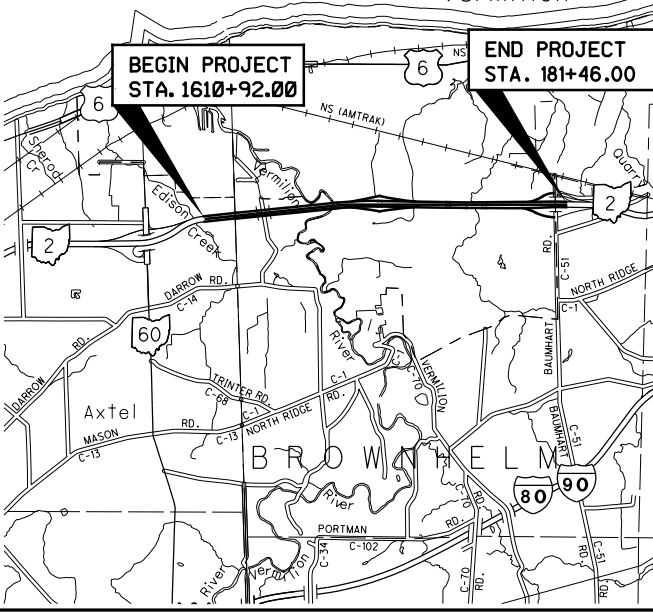 BEGIN PROJECT
STA. 1610+92.00
END PROJECT
STA. 181+46.00
NS
6
6
NS (AMTRAK)
Sherod
Cr
Vermilion
Edison
Creek
Quarry
2
2
RD.
C-51
DARROW RD.
C-14
NORTH RIDGE
C-1
60
River
DARROW
RD.
TRINTER RD.
C-68
C-1
C-1
NORTH RIDGE
RD.
C-70
VERMILION
BAUMHART
Axtel
MASON
RD.
C-13
C-13
BAUMHART
C-51
BROWNHELM
80
90
River
C-70
RD.
PORTMAN
RD.
C-102
C-34
Vermilion
River
C-70
RD.
C-51
RD.